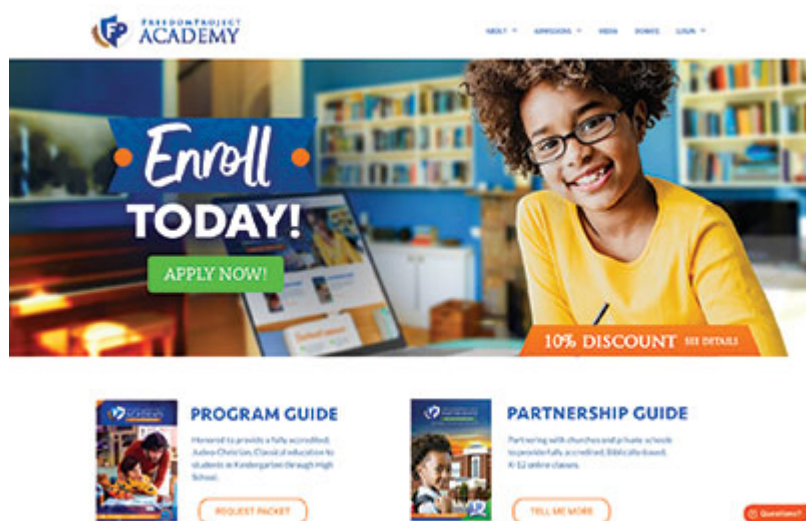 FREEDOMPROJECT
ACADEMY
ABOUT ADMISSIONS MEDIA DONATE LOGIN
Enroll
TODAY!
APPLY NOW!
10% DISCOUNT SEE DETAILS
PROGRAM GUIDE
Honored to provide a fully accredited,
Judeo-Christian, Classical education to
students in Kindergarten through High
School.
REQUEST PACKET
PARTNERSHIP GUIDE
Partnering with churches and private schools
to provide fully accredited, Biblically-based,
K-12 online classes.
TELL ME MORE
Questions?